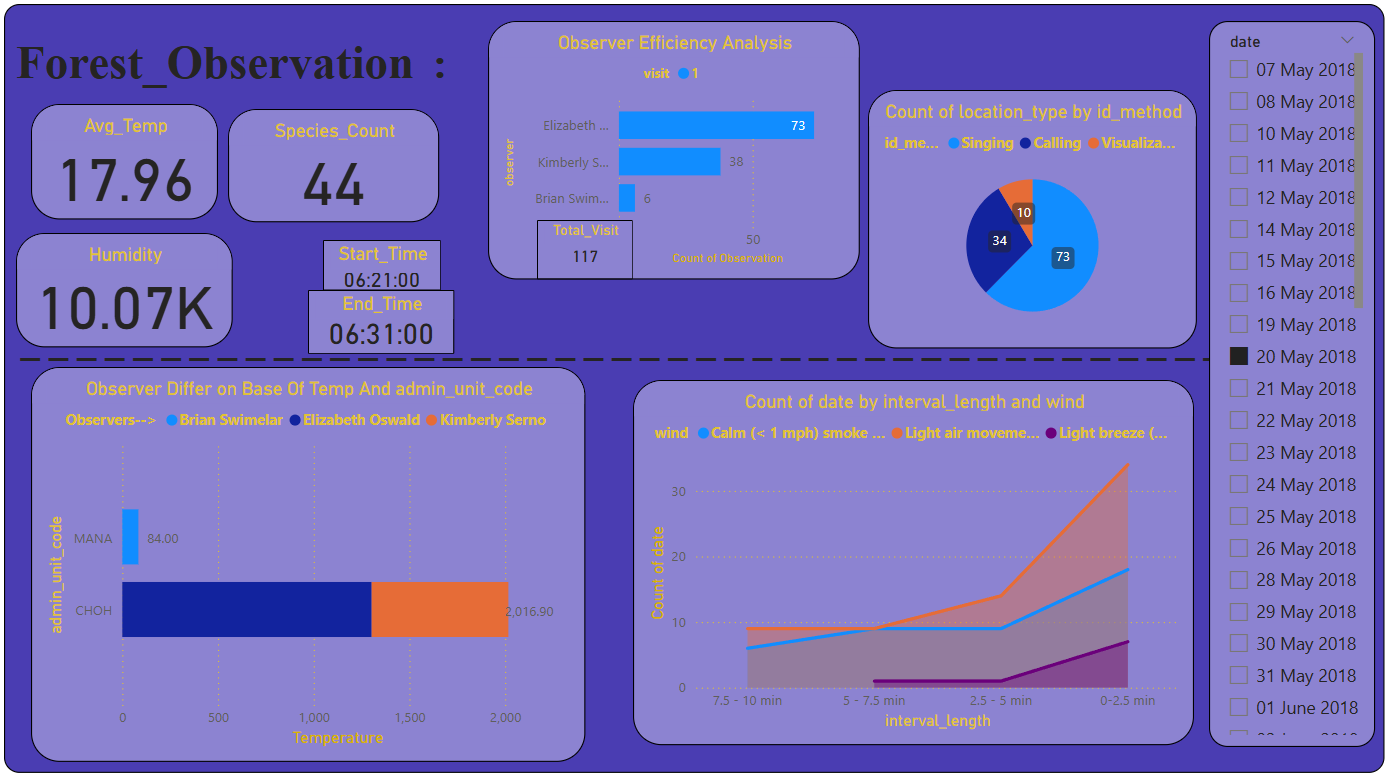 Forest_Observation :
Avg_Temp
17.96
Species_Count
44
Humidity
10.07K
Start_Time
06:21:00
End_Time
06:31:00
Observer Efficiency Analysis
visit 1
observer
Elizabeth ...
73
Kimberly S...
38
Brian Swim...
6
50
Count of Observation
Total_Visit
117
Count of location_type by id_method
id_me... Singing Calling Visualiza...
10
34
73
Observer Differ on Base Of Temp And admin_unit_code
Observers--> Brian Swimelar Elizabeth Oswald Kimberly Serno
admin_unit_code
MANA
84.00
CHOH
2,016.90
0 500 1,000 1,500 2,000
Temperature
Count of date by interval_length and wind
wind Calm (< 1 mph) smoke ... Light air moveme... Light breeze (...
Count of date
30
20
10
0
7.5 - 10 min 5 - 7.5 min 2.5 - 5 min 0-2.5 min
interval_length
date
07 May 2018
08 May 2018
10 May 2018
11 May 2018
12 May 2018
14 May 2018
15 May 2018
16 May 2018
19 May 2018
20 May 2018
21 May 2018
22 May 2018
23 May 2018
24 May 2018
25 May 2018
26 May 2018
28 May 2018
29 May 2018
30 May 2018
31 May 2018
01 June 2018